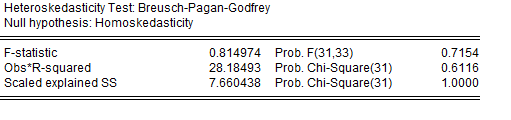 Heteroskedasticity Test: Breusch-Pagan-Godfrey
Null hypothesis: Homoskedasticity
F-statistic 0.814974 Prob. F(31,33) 0.7154
Obs*R-squared 28.18493 Prob. Chi-Square(31) 0.6116
Scaled explained SS 7.660438 Prob. Chi-Square(31) 1.0000